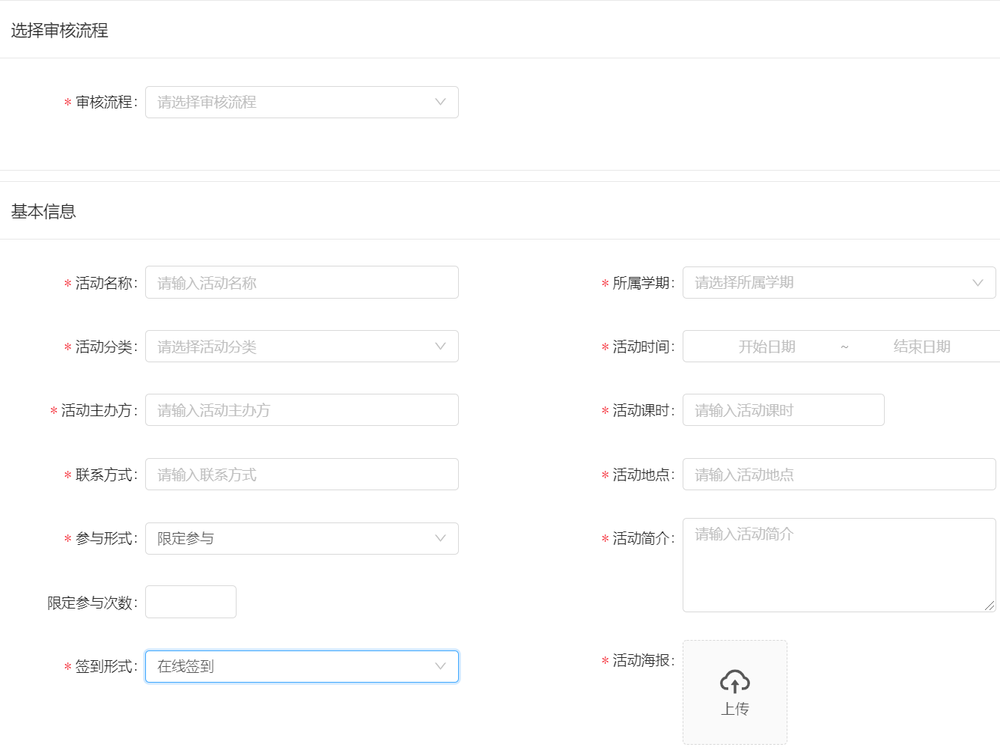 选择审核流程
* 审核流程： 请选择审核流程
基本信息
* 活动名称： 请输入活动名称
* 所属学期： 请选择所属学期
* 活动分类： 请选择活动分类
* 活动时间： 开始日期 ~ 结束日期
* 活动主办方： 请输入活动主办方
* 活动课时： 请输入活动课时
* 联系方式： 请输入联系方式
* 活动地点： 请输入活动地点
* 参与形式： 限定参与
* 活动简介： 请输入活动简介
限定参与次数：
* 签到形式： 在线签到
* 活动海报：
上传